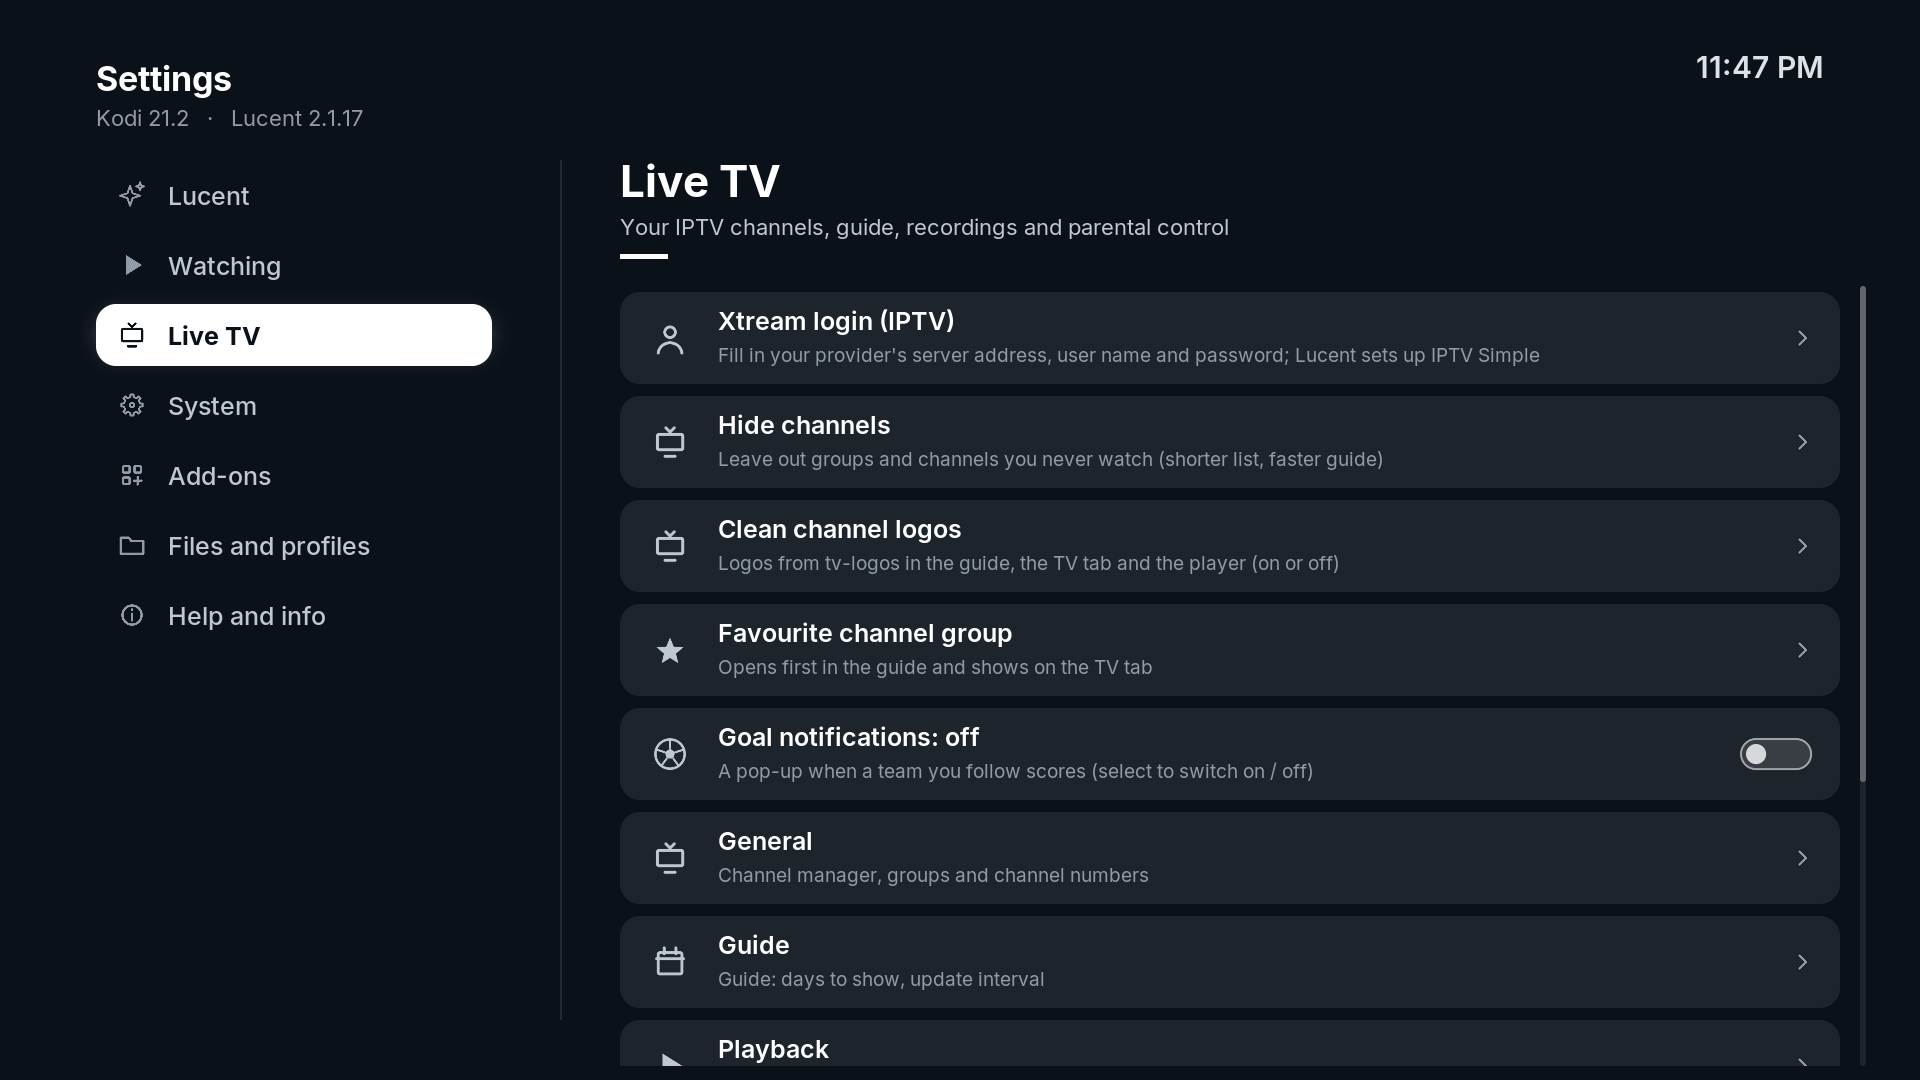 Settings
Kodi 21.2 · Lucent 2.1.17
11:47 PM
Lucent
Watching
Live TV
System
Add-ons
Files and profiles
Help and info
Live TV
Your IPTV channels, guide, recordings and parental control
Xtream login (IPTV)
Fill in your provider's server address, user name and password; Lucent sets up IPTV Simple
Hide channels
Leave out groups and channels you never watch (shorter list, faster guide)
Clean channel logos
Logos from tv-logos in the guide, the TV tab and the player (on or off)
Favourite channel group
Opens first in the guide and shows on the TV tab
Goal notifications: off
A pop-up when a team you follow scores (select to switch on / off)
General
Channel manager, groups and channel numbers
Guide
Guide: days to show, update interval
Playback